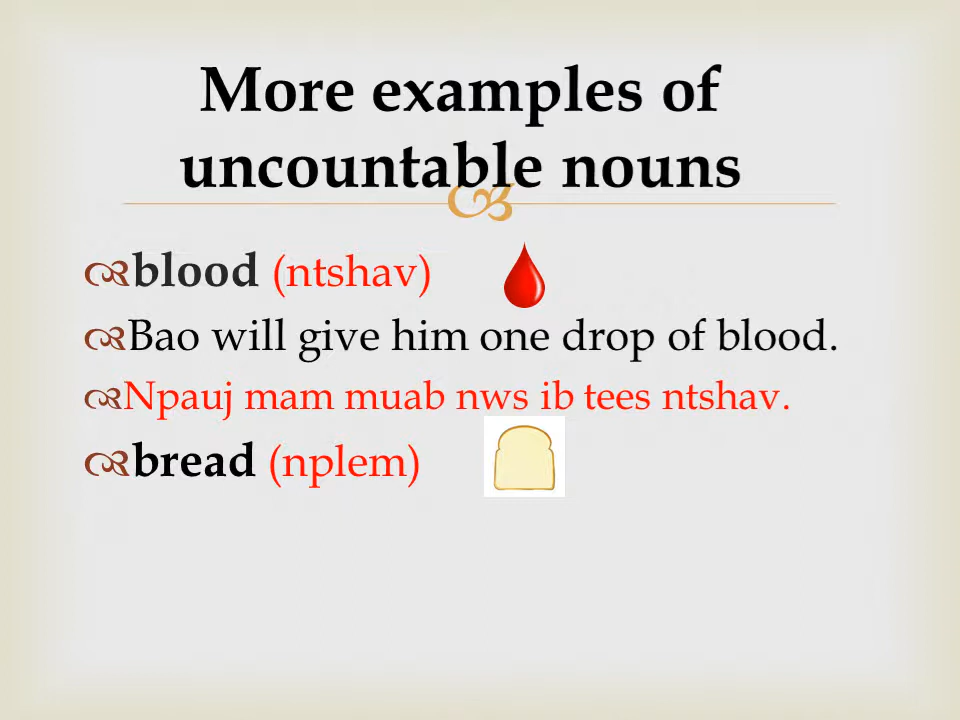 More examples of
uncountable nouns
blood (ntshav)
Bao will give him one drop of blood.
Npauj mam muab nws ib tees ntshav.
bread (nplem)